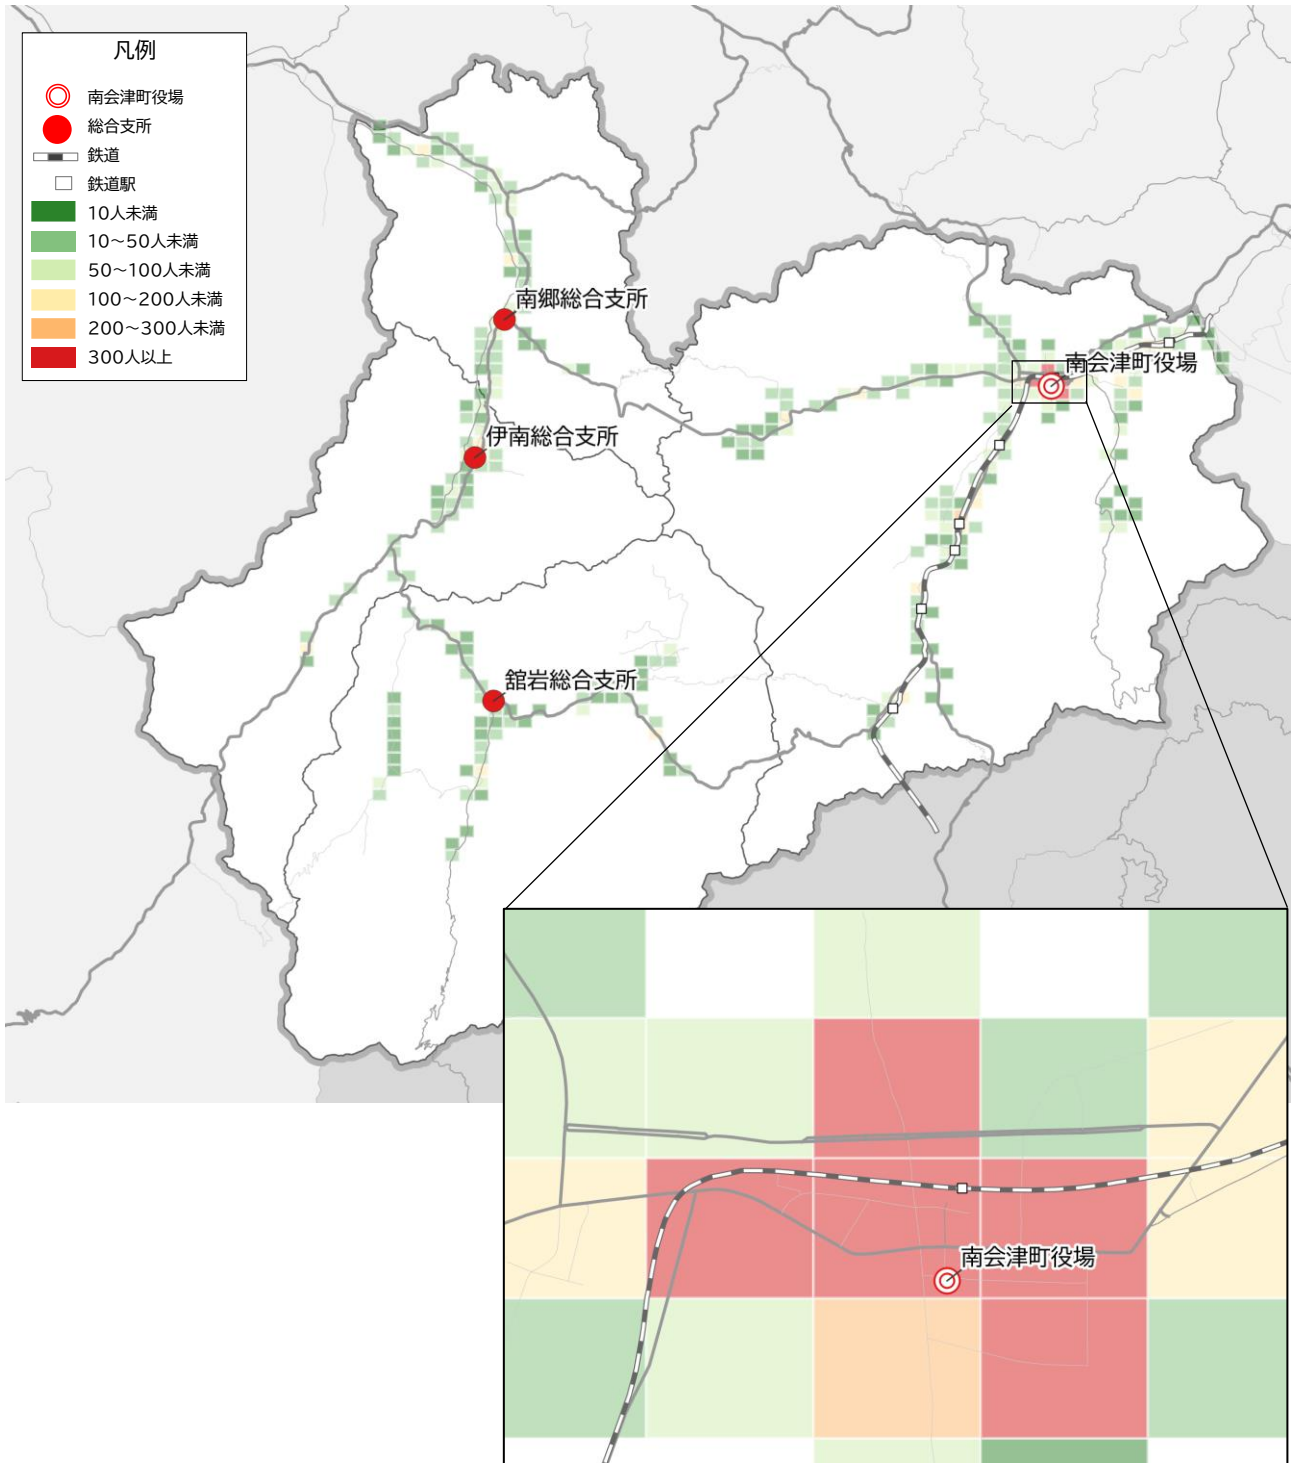 凡例
南会津町役場
総合支所
鉄道
鉄道駅
10人未満
10～50人未満
50～100人未満
100～200人未満
200～300人未満
300人以上
南郷総合支所
南会津町役場
伊南総合支所
舘岩総合支所
南会津町役場